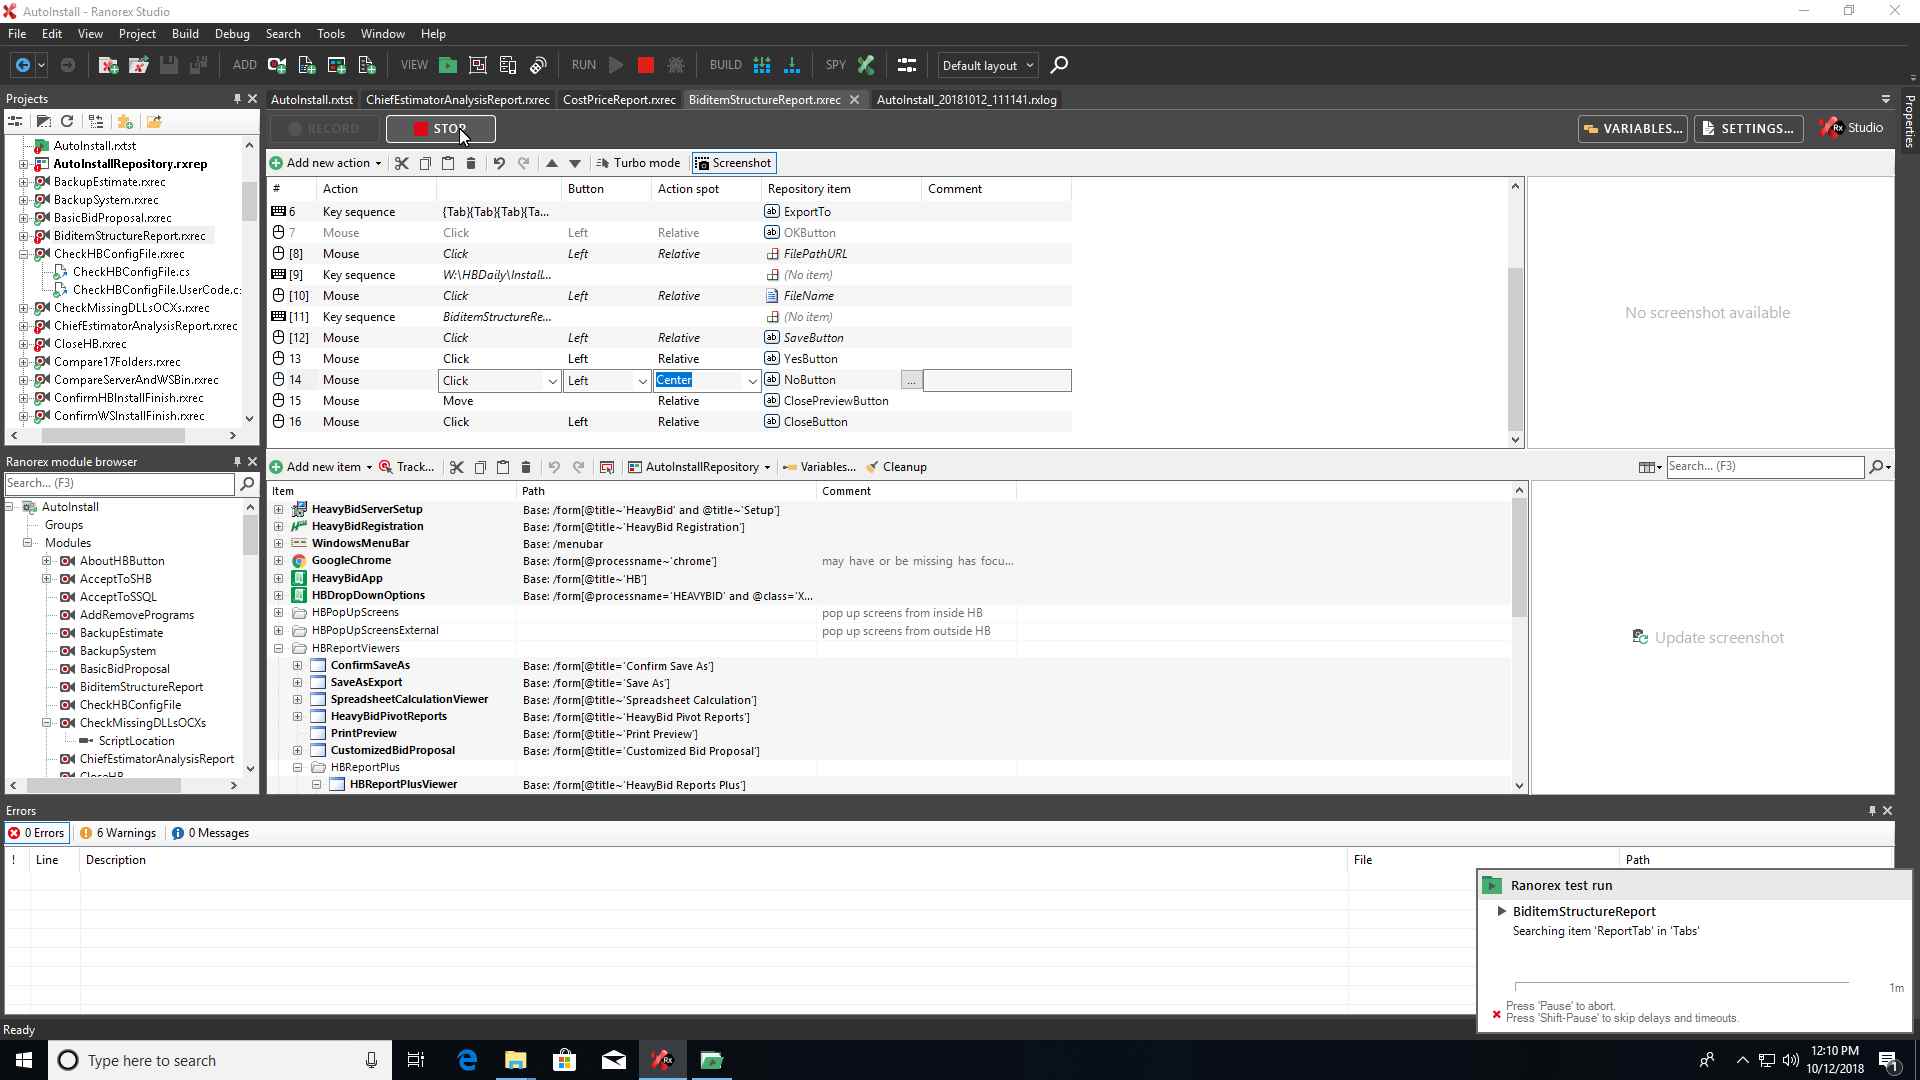 AutoInstall - Ranorex Studio
File Edit View Project Build Debug Search Tools Window Help
ADD VIEW RUN BUILD SPY Default layout
Projects
AutoInstall.rxtst ChiefEstimatorAnalysisReport.rxrec CostPriceReport.rxrec BiditemStructureReport.rxrec AutoInstall_20181012_111141.rxlog
Properties
RECORD STOP VARIABLES... SETTINGS... Rx Studio
AutoInstall.rxtst
AutoInstallRepository.rxrep
BackupEstimate.rxrec
BackupSystem.rxrec
BasicBidProposal.rxrec
BiditemStructureReport.rxrec
CheckHBConfigFile.rxrec
CheckHBConfigFile.cs
CheckHBConfigFile.UserCode.c
CheckMissingDLLsOCXs.rxrec
ChiefEstimatorAnalysisReport.rxrec
CloseHB.rxrec
Compare17Folders.rxrec
CompareServerAndWSBin.rxrec
ConfirmHBInstallFinish.rxrec
ConfirmWSInstallFinish.rxrec
Add new action Turbo mode Screenshot
# Action Button Action spot Repository item Comment
6 Key sequence {Tab}{Tab}{Tab}{Ta... ExportTo
7 Mouse Click Left Relative OKButton
[8] Mouse Click Left Relative FilePathURL
[9] Key sequence W:\HBDaily\Install... (No item)
[10] Mouse Click Left Relative FileName
[11] Key sequence BiditemStructureRe... (No item)
[12] Mouse Click Left Relative SaveButton
13 Mouse Click Left Relative YesButton
14 Mouse Click Left Center NoButton ...
15 Mouse Move Relative ClosePreviewButton
16 Mouse Click Left Relative CloseButton
No screenshot available
Ranorex module browser
Search... (F3)
AutoInstall
Groups
Modules
AboutHBButton
AcceptToSHB
AcceptToSSQL
AddRemovePrograms
BackupEstimate
BackupSystem
BasicBidProposal
BiditemStructureReport
CheckHBConfigFile
CheckMissingDLLsOCXs
ScriptLocation
ChiefEstimatorAnalysisReport
CloseHB
Add new item Track... AutoInstallRepository Variables... Cleanup Search... (F3)
Item Path Comment
HeavyBidServerSetup Base: /form[@title~'HeavyBid' and @title~'Setup']
HeavyBidRegistration Base: /form[@title~'HeavyBid Registration']
WindowsMenuBar Base: /menubar
GoogleChrome Base: /form[@processname~'chrome'] may have or be missing has focu...
HeavyBidApp Base: /form[@title~'HB']
HBDropDownOptions Base: /form[@processname='HEAVYBID' and @class='X...
HBPopUpScreens pop up screens from inside HB
HBPopUpScreensExternal pop up screens from outside HB
HBReportViewers
ConfirmSaveAs Base: /form[@title='Confirm Save As']
SaveAsExport Base: /form[@title='Save As']
SpreadsheetCalculationViewer Base: /form[@title~'Spreadsheet Calculation']
HeavyBidPivotReports Base: /form[@title~'HeavyBid Pivot Reports']
PrintPreview Base: /form[@title~'Print Preview']
CustomizedBidProposal Base: /form[@title='Customized Bid Proposal']
HBReportPlus
HBReportPlusViewer Base: /form[@title~'HeavyBid Reports Plus']
Update screenshot
Errors
0 Errors 6 Warnings 0 Messages
! Line Description File Path
Ranorex test run
BiditemStructureReport
Searching item 'ReportTab' in 'Tabs'
1m
Press 'Pause' to abort.
Press 'Shift-Pause' to skip delays and timeouts.
Ready
Type here to search
12:10 PM
10/12/2018
1